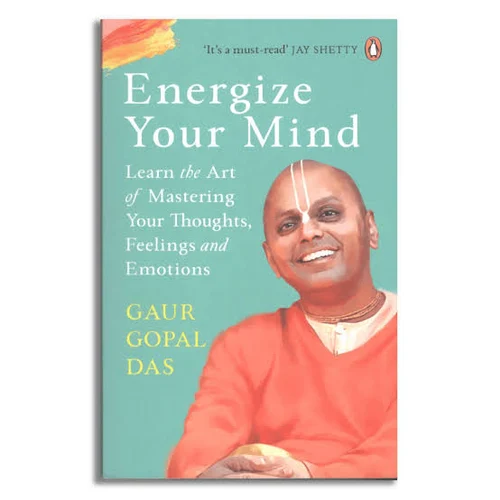 'It's a must-read' JAY SHETTY
Energize
Your Mind
Learn the Art
of Mastering
Your Thoughts,
Feelings and
Emotions
GAUR
GOPAL
DAS